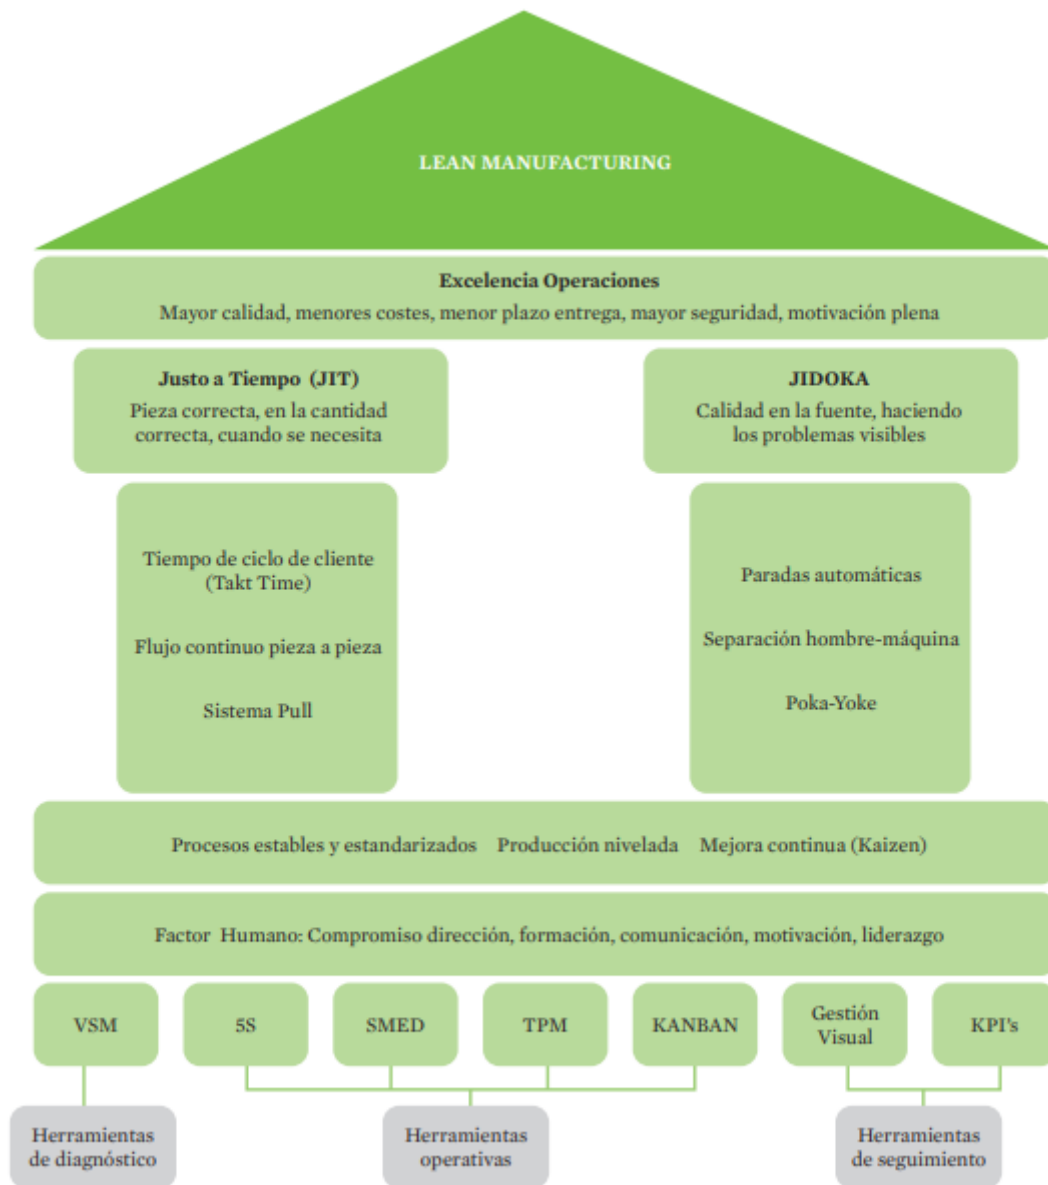 LEAN MANUFACTURING
Excelencia Operaciones
Mayor calidad, menores costes, menor plazo entrega, mayor seguridad, motivación plena
Justo a Tiempo (JIT)
Pieza correcta, en la cantidad
correcta, cuando se necesita
JIDOKA
Calidad en la fuente, haciendo
los problemas visibles
Tiempo de ciclo de cliente
(Takt Time)
Flujo continuo pieza a pieza
Sistema Pull
Paradas automáticas
Separación hombre-máquina
Poka-Yoke
Procesos estables y estandarizados Producción nivelada Mejora continua (Kaizen)
Factor Humano: Compromiso dirección, formación, comunicación, motivación, liderazgo
VSM
5S
SMED
TPM
KANBAN
Gestión
Visual
KPI's
Herramientas
de diagnóstico
Herramientas
operativas
Herramientas
de seguimiento